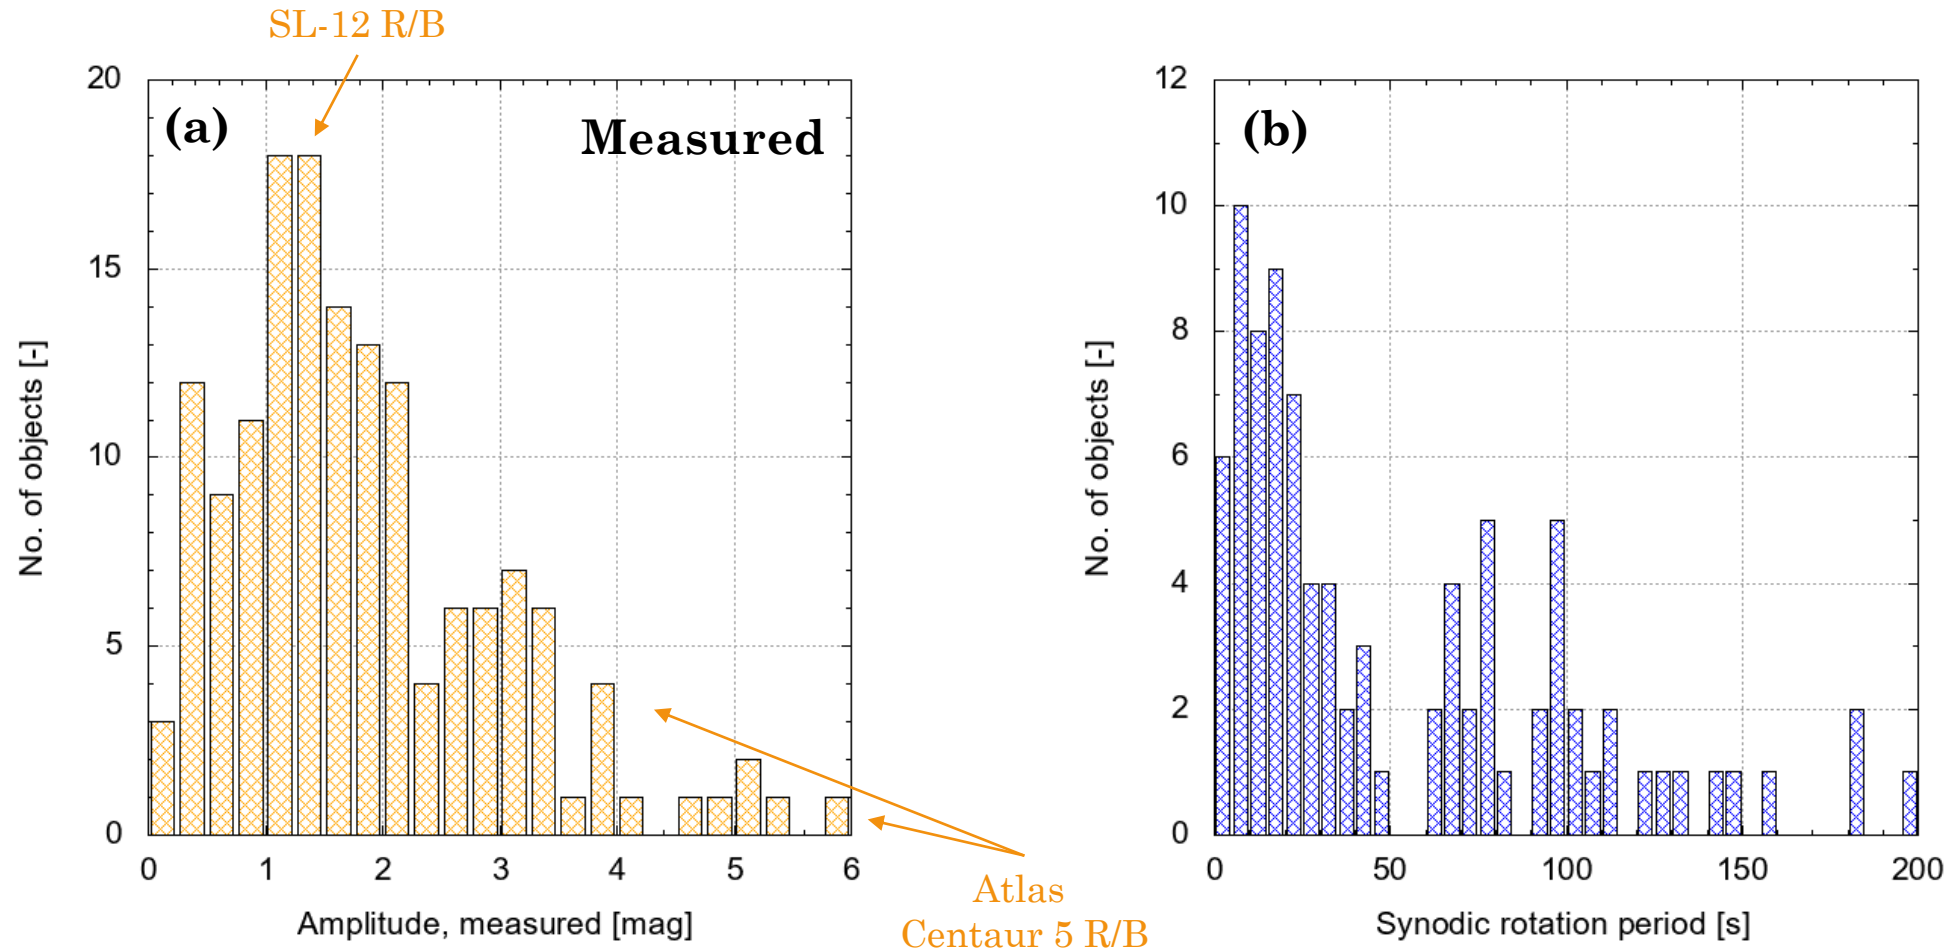 SL-12 R/B
(a)
Measured
20
15
10
5
0
No. of objects [-]
0 1 2 3 4 5 6
Amplitude, measured [mag]
Atlas
Centaur 5 R/B
(b)
12
10
8
6
4
2
0
No. of objects [-]
0 50 100 150 200
Synodic rotation period [s]